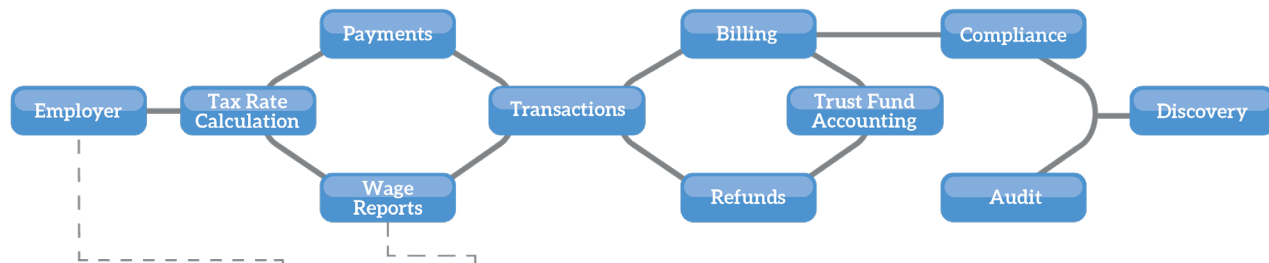 Payments
Billing
Compliance
Employer
Tax Rate
Calculation
Transactions
Trust Fund
Accounting
Discovery
Wage
Reports
Refunds
Audit